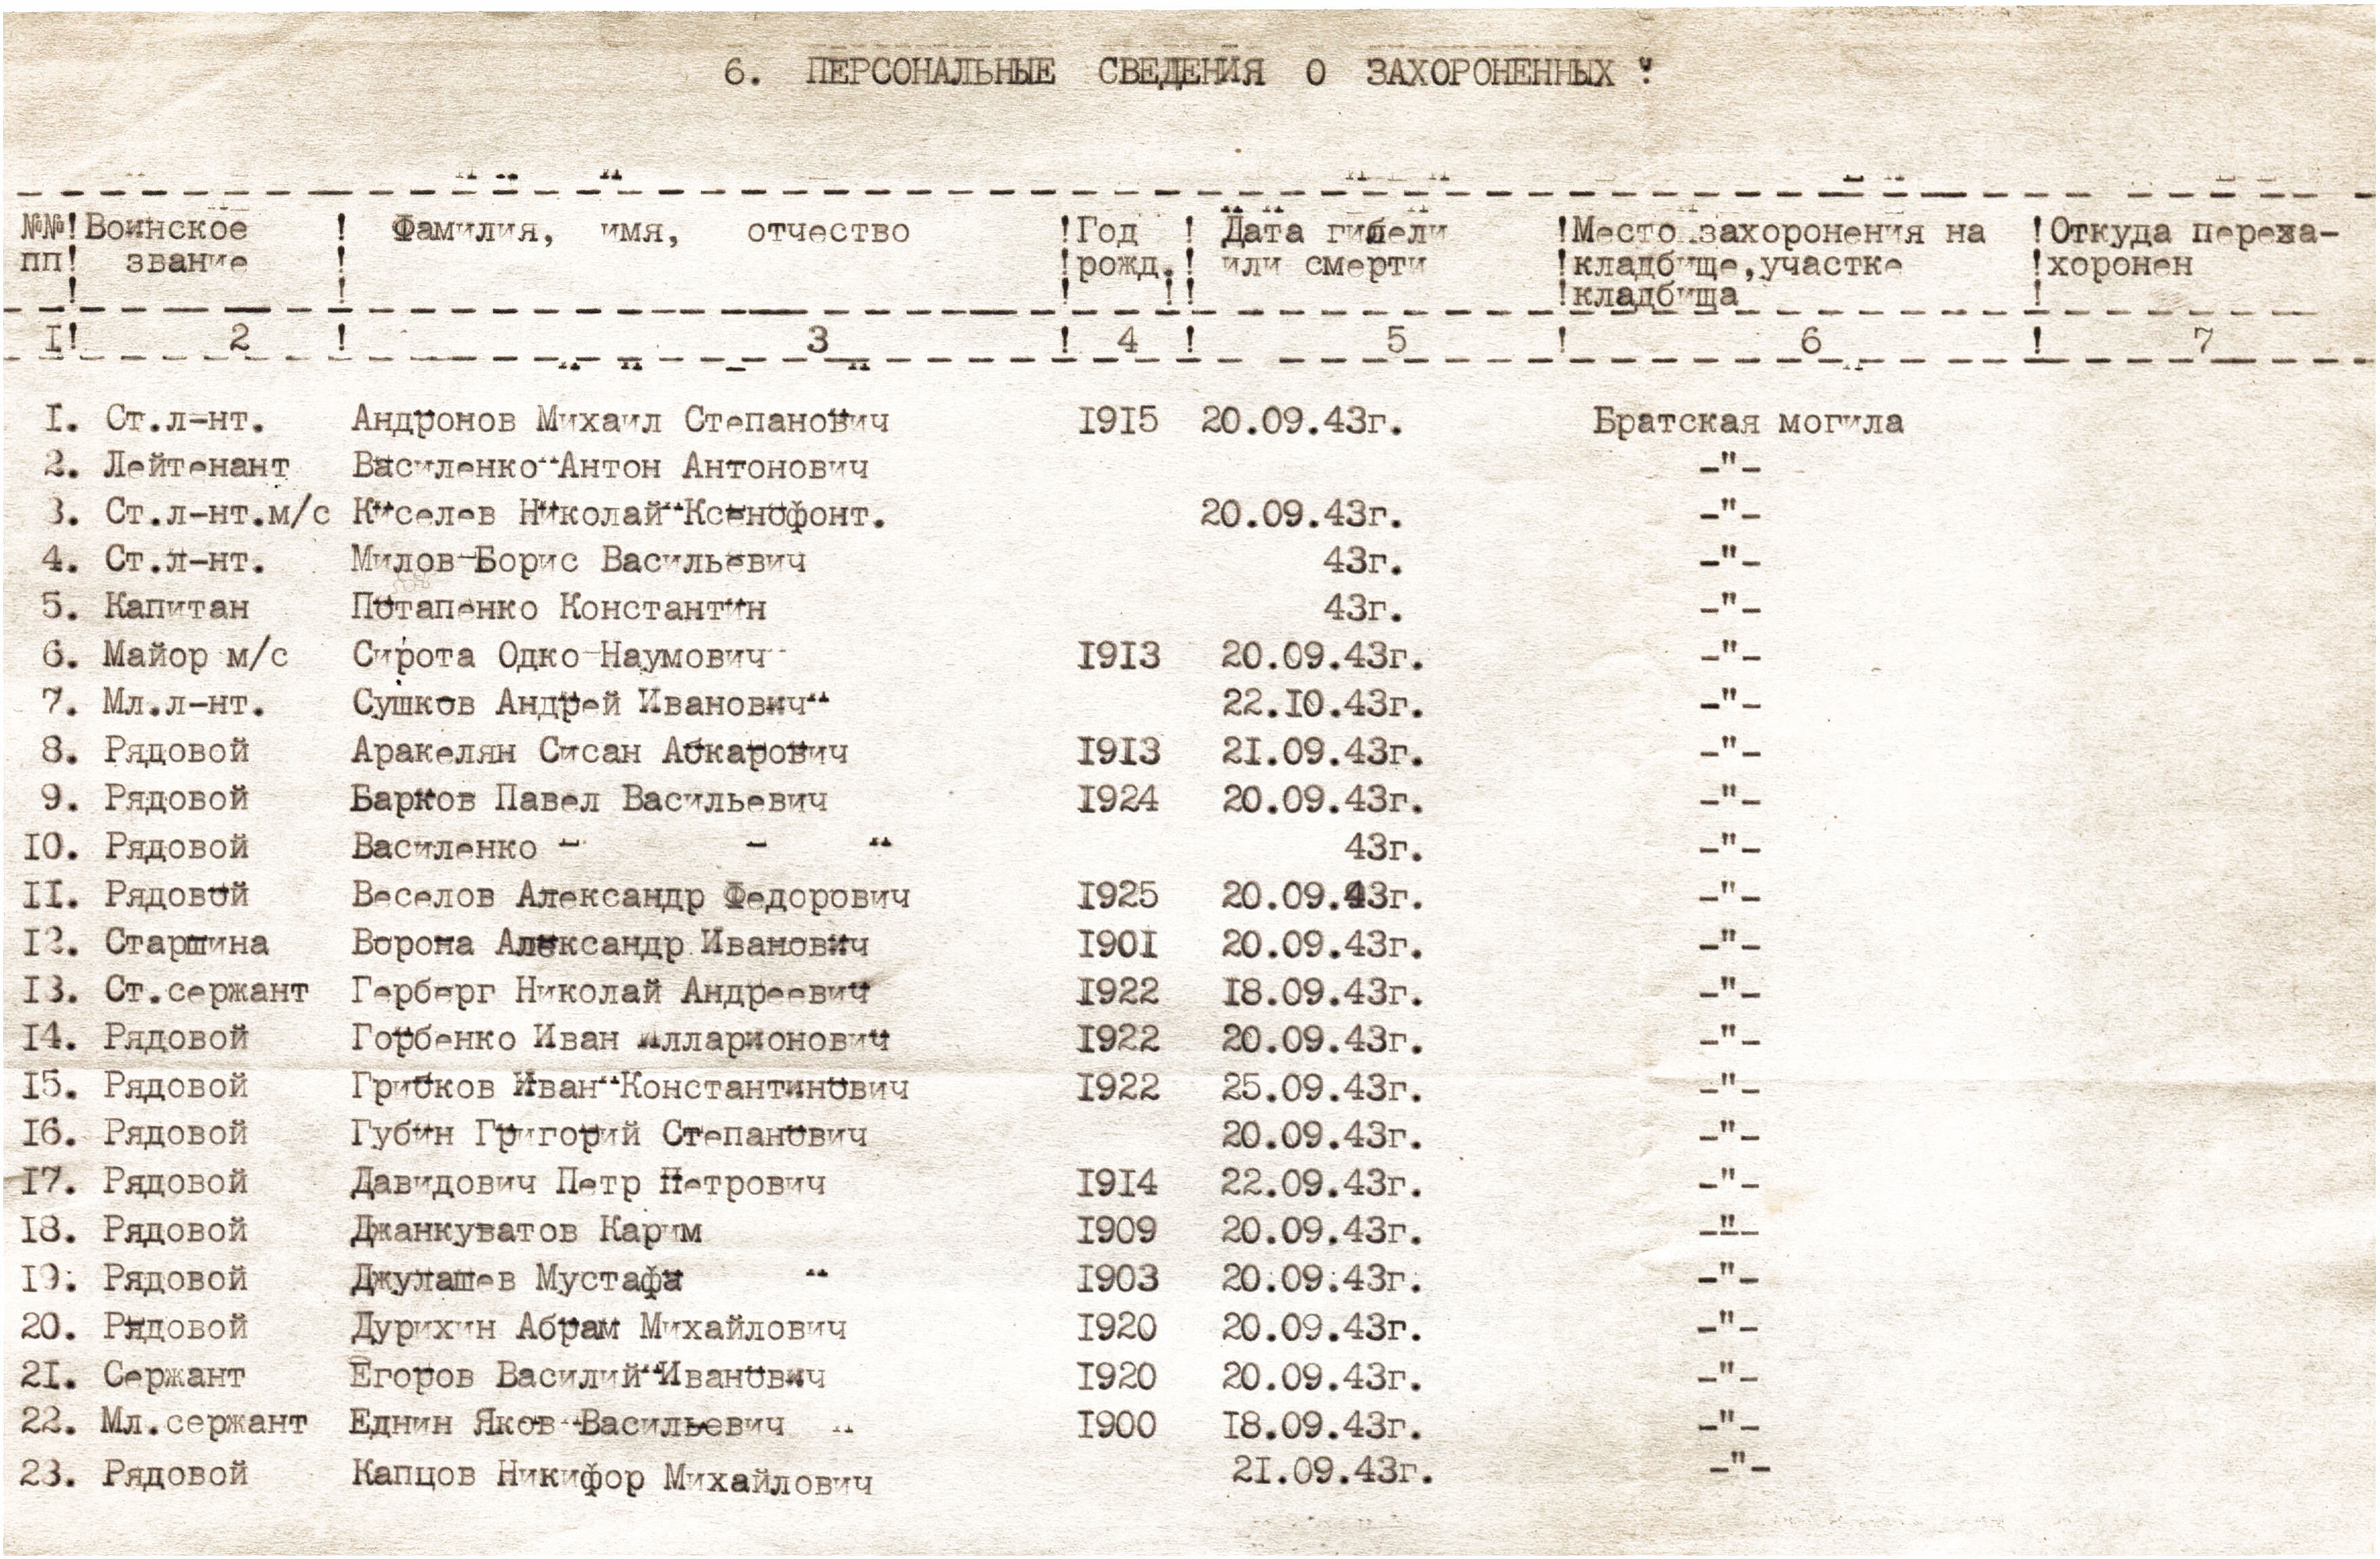 6. ПЕРСОНАЛЬНЫЕ СВЕДЕНИЯ О ЗАХОРОНЕННЫХ :
№№! Воинское ! Фамилия, имя, отчество !Год ! Дата гибели !Место захоронения на !Откуда переза-
пп! звание ! !рожд.! или смерти !кладбище,участке !хоронен
! ! ! !! !кладбища !
I! 2 ! 3 ! 4 ! 5 ! 6 ! 7
I. Ст.л-нт. Андронов Михаил Степанович I9I5 20.09.43г. Братская могила
2. Лейтенант Василенко Антон Антонович -"-
3. Ст.л-нт.м/с Киселев Николай Ксенофонт. 20.09.43г. -"-
4. Ст.л-нт. Милов Борис Васильевич 43г. -"-
5. Капитан Потапенко Константин 43г. -"-
6. Майор м/с Сирота Одко Наумович I9I3 20.09.43г. -"-
7. Мл.л-нт. Сушков Андрей Иванович 22.I0.43г. -"-
8. Рядовой Аракелян Сисан Абкарович I9I3 2I.09.43г. -"-
9. Рядовой Барков Павел Васильевич I924 20.09.43г. -"-
I0. Рядовой Василенко - - 43г. -"-
II. Рядовой Веселов Александр Федорович I925 20.09.43г. -"-
I2. Старшина Ворона Александр Иванович I90I 20.09.43г. -"-
I3. Ст.сержант Герберг Николай Андреевич I922 I8.09.43г. -"-
I4. Рядовой Горбенко Иван Илларионович I922 20.09.43г. -"-
I5. Рядовой Грибков Иван Константинович I922 25.09.43г. -"-
I6. Рядовой Губин Григорий Степанович 20.09.43г. -"-
I7. Рядовой Давидович Петр Петрович I9I4 22.09.43г. -"-
I8. Рядовой Джанкуватов Карим I909 20.09.43г. -"-
I9. Рядовой Джулашев Мустафа I903 20.09.43г. -"-
20. Рядовой Дурихин Абрам Михайлович I920 20.09.43г. -"-
2I. Сержант Егоров Василий Иванович I920 20.09.43г. -"-
22. Мл.сержант Еднин Яков Васильевич I900 I8.09.43г. -"-
23. Рядовой Капцов Никифор Михайлович 2I.09.43г. -"-